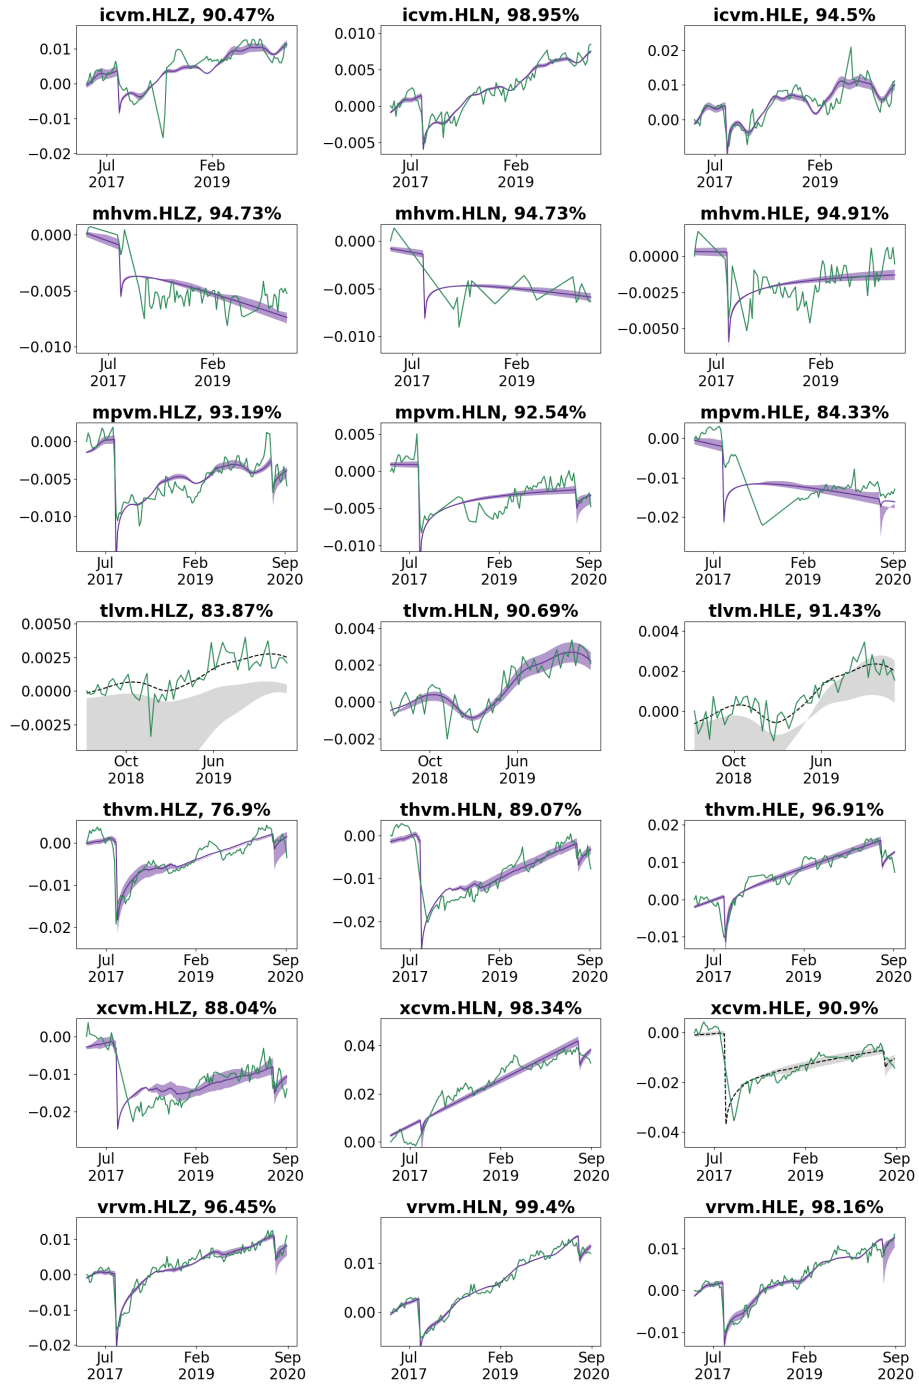 icvm.HLZ, 90.47%
0.01
0.00
−0.01
−0.02
Jul
2017
Feb
2019
icvm.HLN, 98.95%
0.010
0.005
0.000
−0.005
Jul
2017
Feb
2019
icvm.HLE, 94.5%
0.02
0.01
0.00
Jul
2017
Feb
2019
mhvm.HLZ, 94.73%
0.000
−0.005
−0.010
Jul
2017
Feb
2019
mhvm.HLN, 94.73%
0.000
−0.005
−0.010
Jul
2017
Feb
2019
mhvm.HLE, 94.91%
0.0000
−0.0025
−0.0050
Jul
2017
Feb
2019
mpvm.HLZ, 93.19%
0.000
−0.005
−0.010
Jul
2017
Feb
2019
Sep
2020
mpvm.HLN, 92.54%
0.005
0.000
−0.005
−0.010
Jul
2017
Feb
2019
Sep
2020
mpvm.HLE, 84.33%
0.00
−0.01
−0.02
Jul
2017
Feb
2019
Sep
2020
tlvm.HLZ, 83.87%
0.0050
0.0025
0.0000
−0.0025
Oct
2018
Jun
2019
tlvm.HLN, 90.69%
0.004
0.002
0.000
−0.002
Oct
2018
Jun
2019
tlvm.HLE, 91.43%
0.004
0.002
0.000
Oct
2018
Jun
2019
thvm.HLZ, 76.9%
0.00
−0.01
−0.02
Jul
2017
Feb
2019
Sep
2020
thvm.HLN, 89.07%
0.00
−0.01
−0.02
Jul
2017
Feb
2019
Sep
2020
thvm.HLE, 96.91%
0.02
0.01
0.00
−0.01
Jul
2017
Feb
2019
Sep
2020
xcvm.HLZ, 88.04%
0.00
−0.01
−0.02
Jul
2017
Feb
2019
Sep
2020
xcvm.HLN, 98.34%
0.04
0.02
0.00
Jul
2017
Feb
2019
Sep
2020
xcvm.HLE, 90.9%
0.00
−0.02
−0.04
Jul
2017
Feb
2019
Sep
2020
vrvm.HLZ, 96.45%
0.01
0.00
−0.01
−0.02
Jul
2017
Feb
2019
Sep
2020
vrvm.HLN, 99.4%
0.01
0.00
Jul
2017
Feb
2019
Sep
2020
vrvm.HLE, 98.16%
0.01
0.00
−0.01
Jul
2017
Feb
2019
Sep
2020